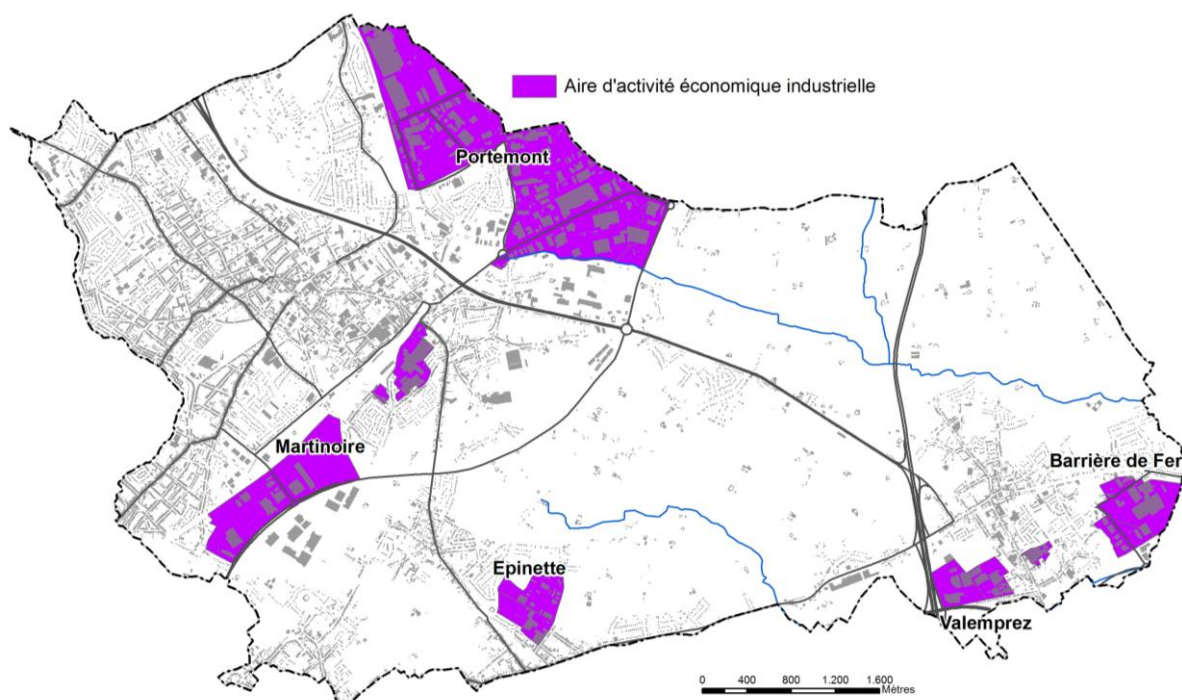 Aire d'activité économique industrielle
Portemont
Martinoire
Barrière de Fer
Epinette
Valemprez
0 400 800 1.200 1.600
Mètres